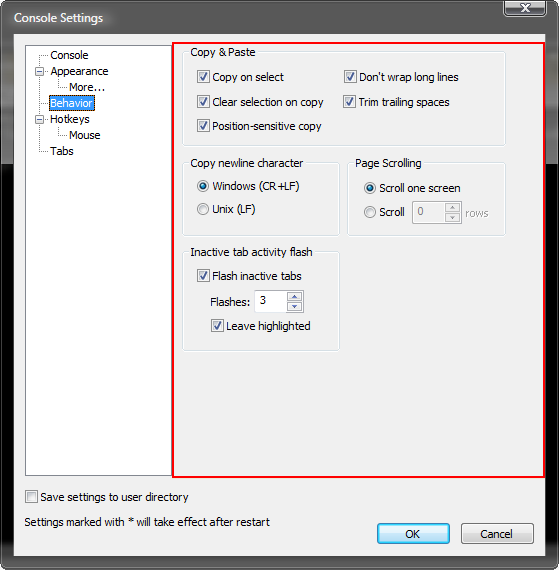 Console Settings
Console
Appearance
More...
Behavior
Hotkeys
Mouse
Tabs
Copy & Paste
Copy on select
Don't wrap long lines
Clear selection on copy
Trim trailing spaces
Position-sensitive copy
Copy newline character
Windows (CR+LF)
Unix (LF)
Page Scrolling
Scroll one screen
Scroll 0 rows
Inactive tab activity flash
Flash inactive tabs
Flashes: 3
Leave highlighted
Save settings to user directory
Settings marked with * will take effect after restart
OK
Cancel